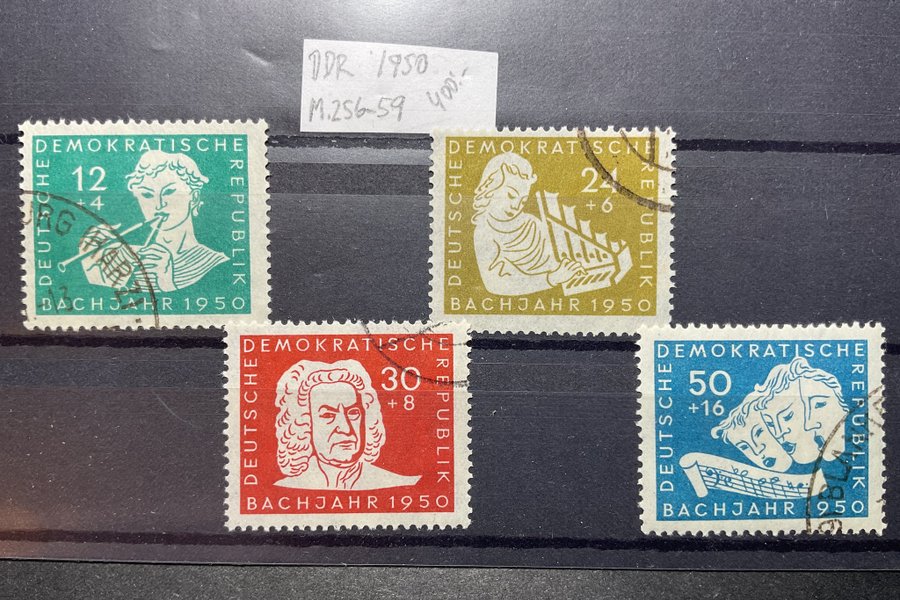 DDR 1950
M.256-59 400:-
DEUTSCHE DEMOKRATISCHE REPUBLIK
12
+4
BACHJAHR 1950
DEUTSCHE DEMOKRATISCHE REPUBLIK
24
+6
BACHJAHR 1950
DEUTSCHE DEMOKRATISCHE REPUBLIK
30
+8
BACHJAHR 1950
DEUTSCHE DEMOKRATISCHE REPUBLIK
50
+16
BACHJAHR 1950